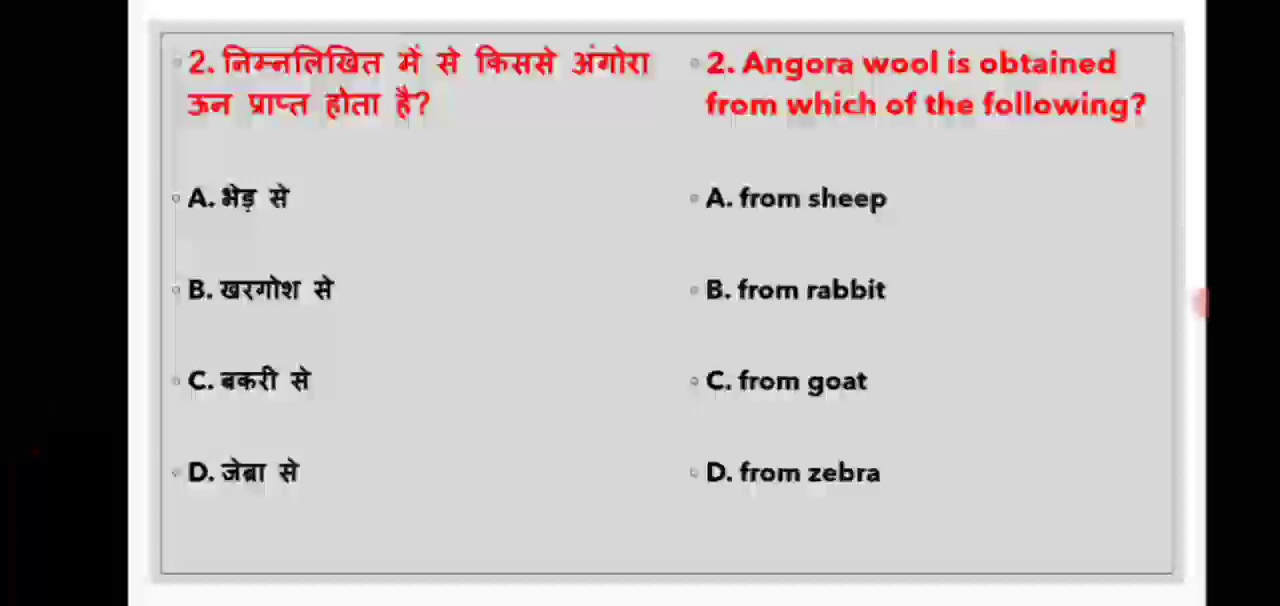 2. निम्नलिखित में से किससे अंगोरा
ऊन प्राप्त होता है?
A. भेड़ से
B. खरगोश से
C. बकरी से
D. जेब्रा से
2. Angora wool is obtained
from which of the following?
A. from sheep
B. from rabbit
C. from goat
D. from zebra